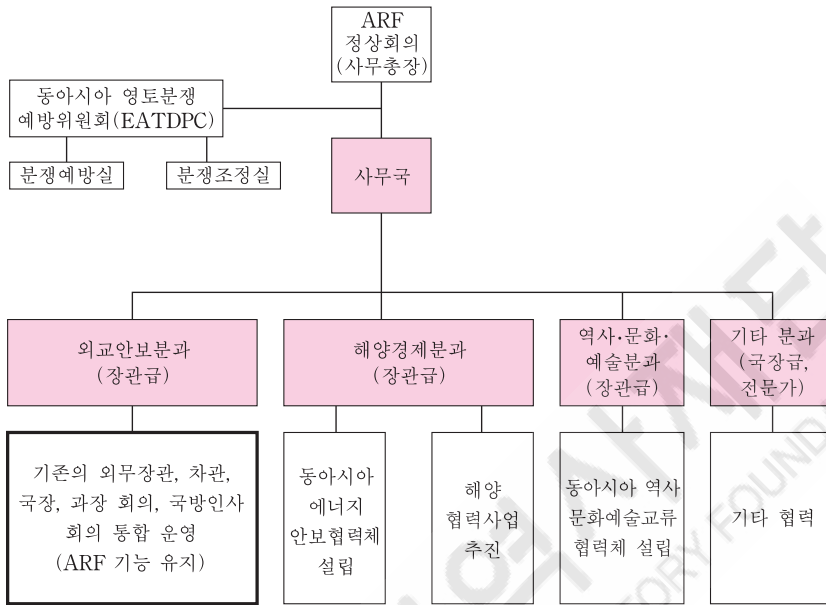 ARF
정상회의
(사무총장)
동아시아 영토분쟁
예방위원회(EATDPC)
분쟁예방실
분쟁조정실
사무국
외교안보분과
(장관급)
해양경제분과
(장관급)
역사·문화·
예술분과
(장관급)
기타 분과
(국장급,
전문가)
기존의 외무장관, 차관,
국장, 과장 회의, 국방인사
회의 통합 운영
(ARF 기능 유지)
동아시아
에너지
안보협력체
설립
해양
협력사업
추진
동아시아 역사
문화예술교류
협력체 설립
기타 협력
역사재단
HISTORY FOUND